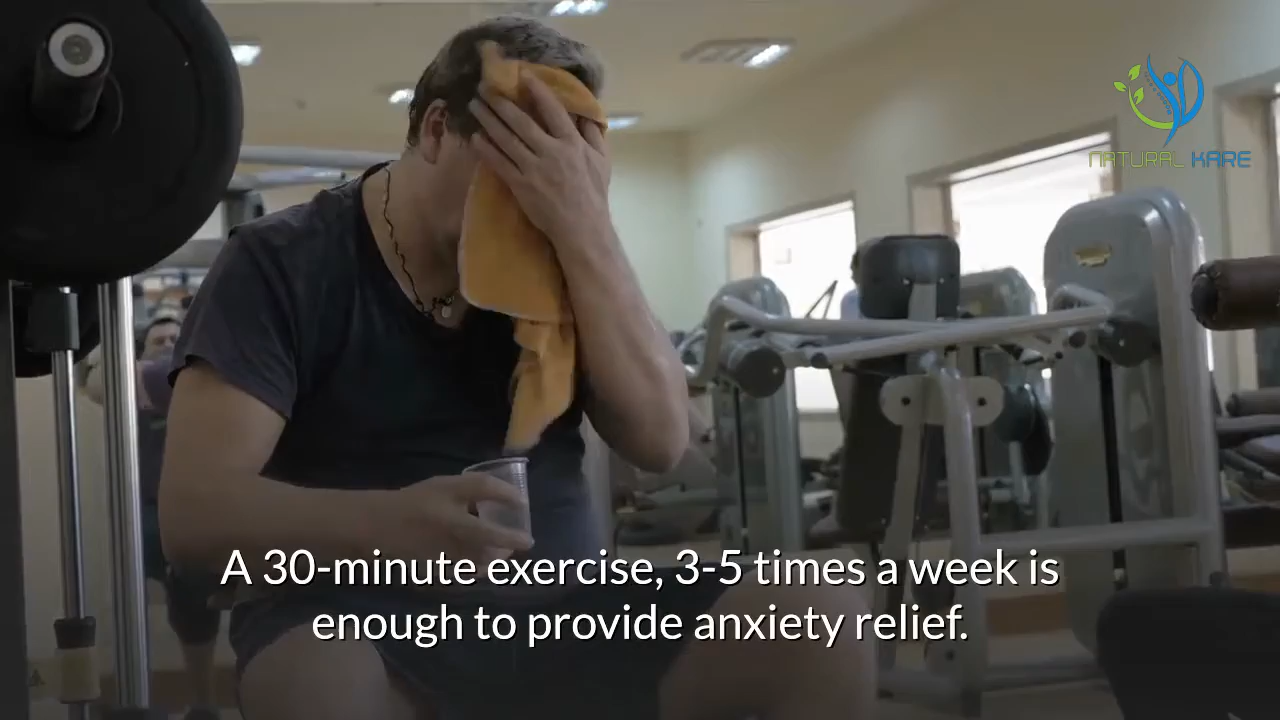 NATURAL KARE
A 30-minute exercise, 3-5 times a week is
enough to provide anxiety relief.